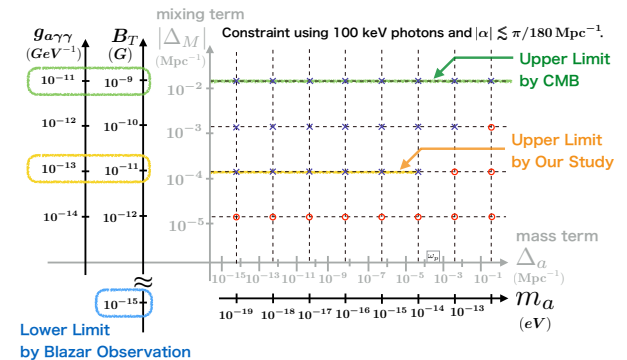 mixing term
Constraint using 100 keV photons and |α| ≲ π/180 Mpc⁻¹.
g_{aγγ}
(GeV⁻¹)
B_T
(G)
|Δ_M|
(Mpc⁻¹)
Upper Limit
by CMB
10⁻¹¹
10⁻⁹
10⁻²
10⁻¹²
10⁻¹⁰
10⁻³
Upper Limit
by Our Study
10⁻¹³
10⁻¹¹
10⁻⁴
10⁻¹⁴
10⁻¹²
10⁻⁵
mass term
ω_p
Δ_a
(Mpc⁻¹)
10⁻¹⁵ 10⁻¹³ 10⁻¹¹ 10⁻⁹ 10⁻⁷ 10⁻⁵ 10⁻³ 10⁻¹
≈
10⁻¹⁵
m_a
(eV)
10⁻¹⁹ 10⁻¹⁸ 10⁻¹⁷ 10⁻¹⁶ 10⁻¹⁵ 10⁻¹⁴ 10⁻¹³
Lower Limit
by Blazar Observation